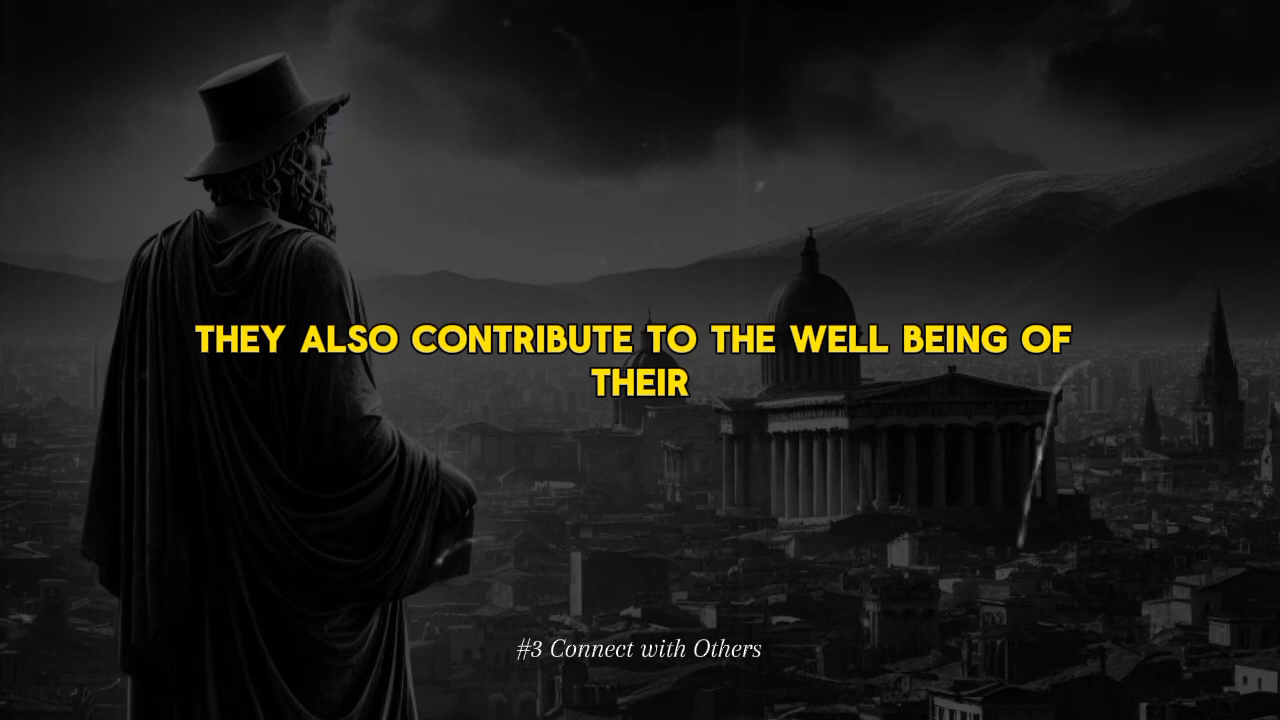 THEY ALSO CONTRIBUTE TO THE WELL BEING OF
THEIR
#3 Connect with Others